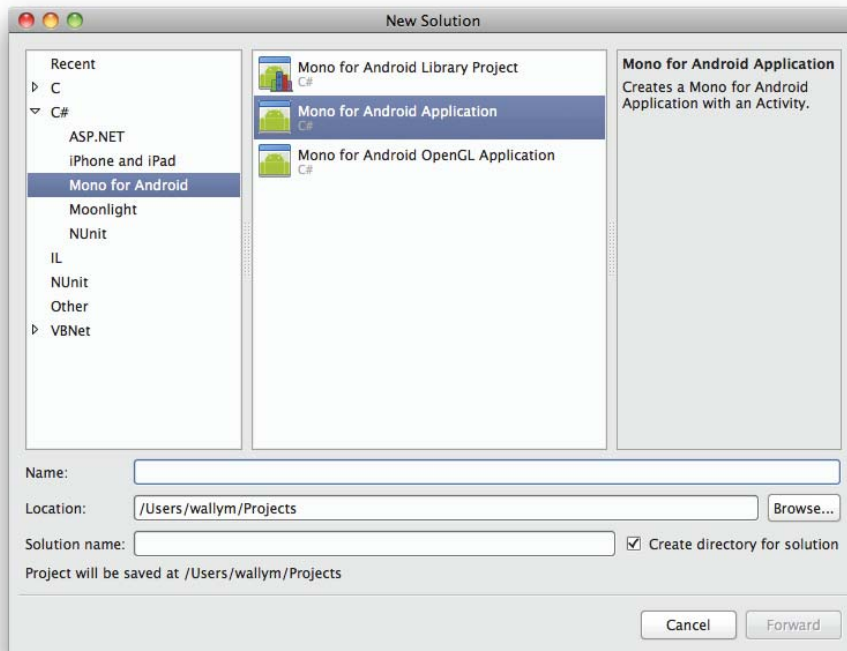 New Solution
Recent
C
C#
ASP.NET
iPhone and iPad
Mono for Android
Moonlight
NUnit
IL
NUnit
Other
VBNet
Mono for Android Library Project
C#
Mono for Android Application
C#
Mono for Android OpenGL Application
C#
Mono for Android Application
Creates a Mono for Android
Application with an Activity.
Name:
Location: /Users/wallym/Projects Browse...
Solution name: Create directory for solution
Project will be saved at /Users/wallym/Projects
Cancel Forward